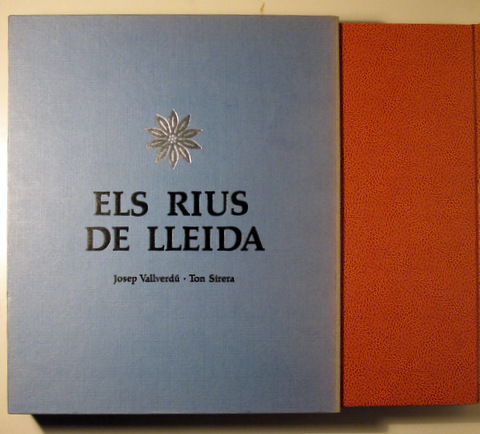 ELS RIUS
DE LLEIDA
Josep Vallverdú · Ton Sirera